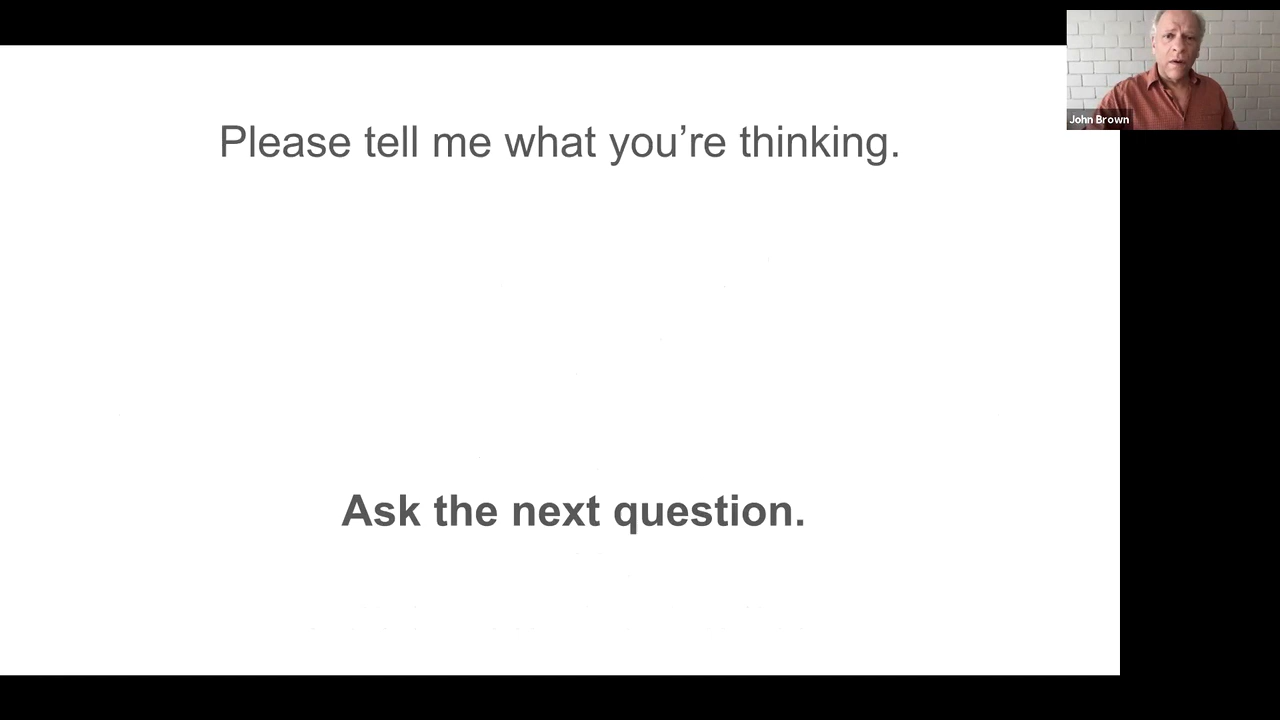 Please tell me what you’re thinking.
John Brown
Ask the next question.